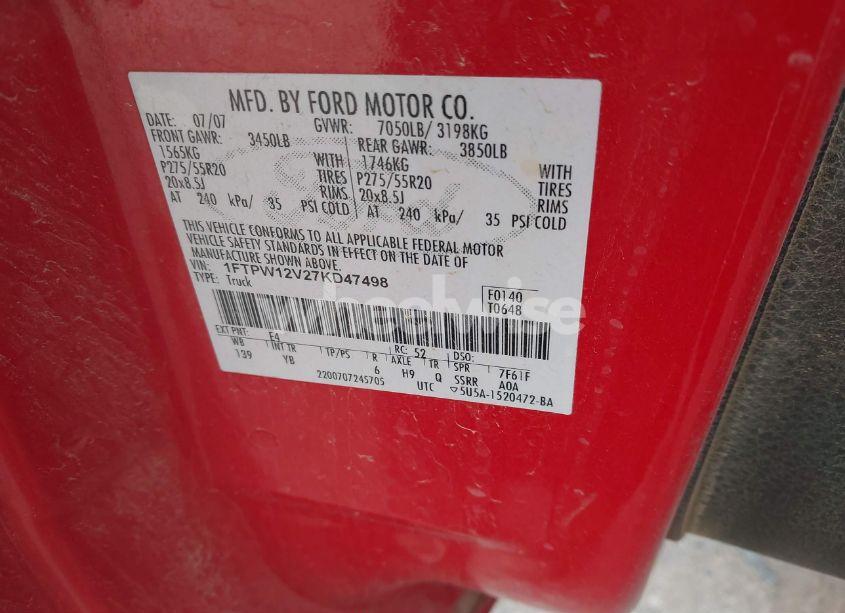 MFD. BY FORD MOTOR CO.
DATE: 07/07 GVWR: 7050LB/ 3198KG
FRONT GAWR: 3450LB REAR GAWR: 3850LB
1565KG WITH 1746KG WITH
P275/55R20 TIRES P275/55R20 TIRES
20x8.5J RIMS 20x8.5J RIMS
AT 240 kPa/ 35 PSI COLD AT 240 kPa/ 35 PSI COLD
THIS VEHICLE CONFORMS TO ALL APPLICABLE FEDERAL MOTOR
VEHICLE SAFETY STANDARDS IN EFFECT ON THE DATE OF
MANUFACTURE SHOWN ABOVE.
VIN: 1FTPW12V27KD47498
TYPE: Truck
F0140
T0648
EXT PNT: E4 RC: 52 DSO:
WB INT TR TP/PS R AXLE TR SPR 7F61F
139 YB 6 H9 Q SSRR A0A
2200707245705 UTC 5U5A-1520472-BA